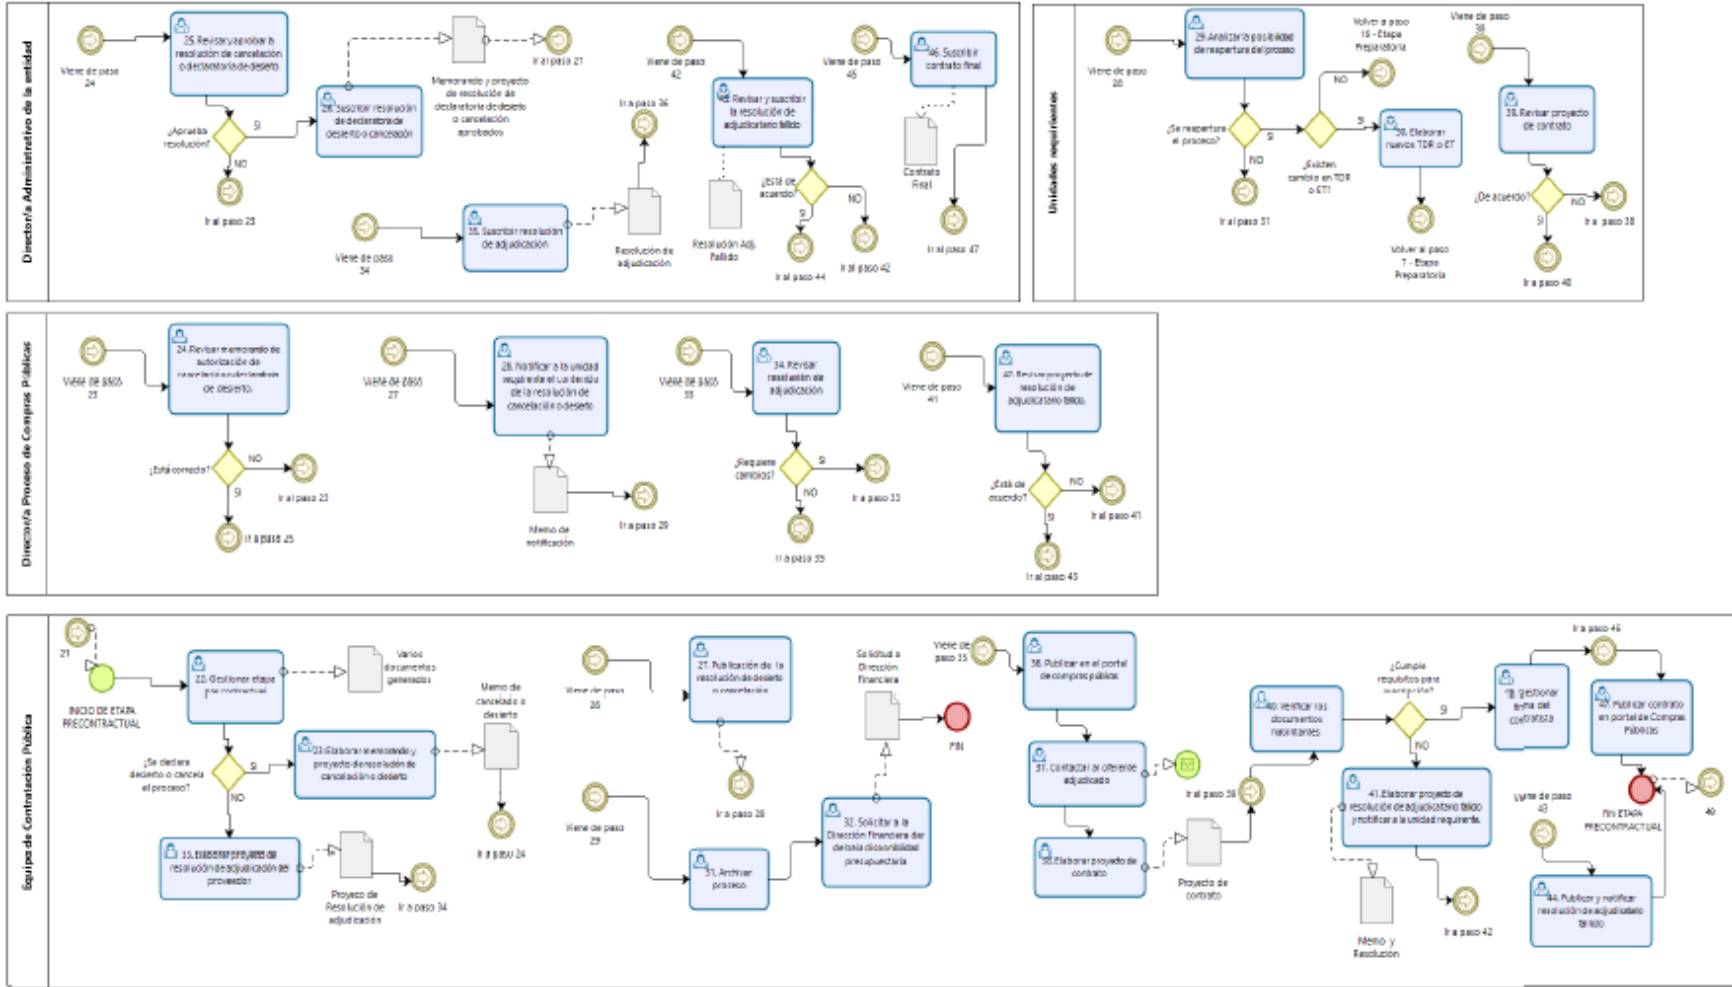 Director/a Administrativo de la entidad
Viene de paso
24
25. Revisar y aprobar la
resolución de cancelación
o declaratoria de desierto
¿Aprueba
resolución?
SI
NO
Ir al paso 23
26. Suscribir resolución
de declaratoria de
desierto o cancelación
Memorando y proyecto
de resolución de
declaratoria de desierto
o cancelación
aprobados
Ir al paso 27
Viene de paso
34
35. Suscribir resolución
de adjudicación
Resolución de
adjudicación
Ir a paso 36
Viene de paso
42
Revisar y suscribir
la resolución de
adjudicatario fallido
Resolución Adj.
Fallido
¿Está de
acuerdo?
SI
NO
Ir al paso 44
Ir al paso 42
Viene de paso
45
46. Suscribir
contrato final
Contrato
Final
Ir al paso 47
Unidades requirientes
Viene de paso
28
29. Analizar la posibilidad
de reapertura del proceso
¿Se reapertura
el proceso?
SI
NO
Ir al paso 31
¿Existen
cambio en TDR
o ET?
NO
SI
Volver a paso
16 - Etapa
Preparatoria
30. Elaborar
nuevos TDR o ET
Volver al paso
7 - Etapa
Preparatoria
Viene de paso
38
39. Revisar proyecto
de contrato
¿De acuerdo?
NO
SI
Ir a paso 38
Ir a paso 40
Director/a Proceso de Compras Públicas
Viene de paso
23
24. Revisar memorando de
autorización de
cancelación o declaratoria
de desierto.
¿Está correcto?
NO
SI
Ir al paso 23
Ir a paso 25
Viene de paso
27
28. Notificar a la unidad
requirente el contenido
de la resolución de
cancelación o desierto
Memo de
notificación
Ir a paso 29
Viene de paso
33
34. Revisar
resolución de
adjudicación
¿Requiere
cambios?
SI
NO
Ir a paso 33
Ir a paso 35
Viene de paso
41
42. Revisar proyecto de
resolución de
adjudicatario fallido.
¿Está de
acuerdo?
NO
SI
Ir al paso 41
Ir al paso 43
Equipo de Contratación Pública
21
INICIO DE ETAPA
PRECONTRACTUAL
22. Gestionar etapa
precontractual
Varios
documentos
generados
¿Se declara
desierto o cancela
el proceso?
SI
NO
23. Elaborar memorando y
proyecto de resolución de
cancelación o desierto
Memo de
cancelado o
desierto
Ir a paso 24
33. Elaborar proyecto de
resolución de adjudicación del
proveedor
Proyeco de
Resolución de
adjudicación
Ir a paso 34
Viene de paso
26
27. Publicación de la
resolución de desierto
o cancelación
Ir a paso 28
Viene de paso
29
31. Archivar
proceso
32. Solicitar a la
Dirección Financiera dar
de baja disponibilidad
presupuestaria
Solicitud a
Dirección
financiera
FIN
Viene de
paso 35
36. Publicar en el portal
de compras públicas
37. Contactar al oferente
adjudicado
38. Elaborar proyecto de
contrato
Proyecto de
contrato
Ir al paso 39
40. Verificar los
documentos
habilitantes
¿Cumple
requisitos para
suscripción?
SI
NO
41. Elaborar proyecto de
resolución de adjudicatario fallido
y notificar a la unidad requirente.
Memo y
Resolución
Ir a paso 42
Gestionar
firma del
contratista
Ir a paso 46
47. Publicar contrato
en portal de Compras
Públicas
Viene de paso
43
FIN ETAPA
PRECONTRACTUAL
48
44. Publicar y notificar
resolución de adjudicatario
fallido